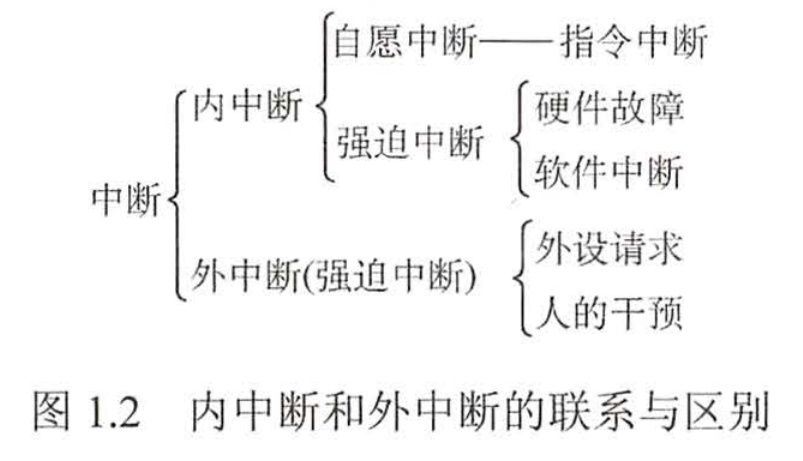 自愿中断——指令中断
内中断
硬件故障
强迫中断
软件中断
中断
外设请求
外中断(强迫中断)
人的干预
图 1.2 内中断和外中断的联系与区别